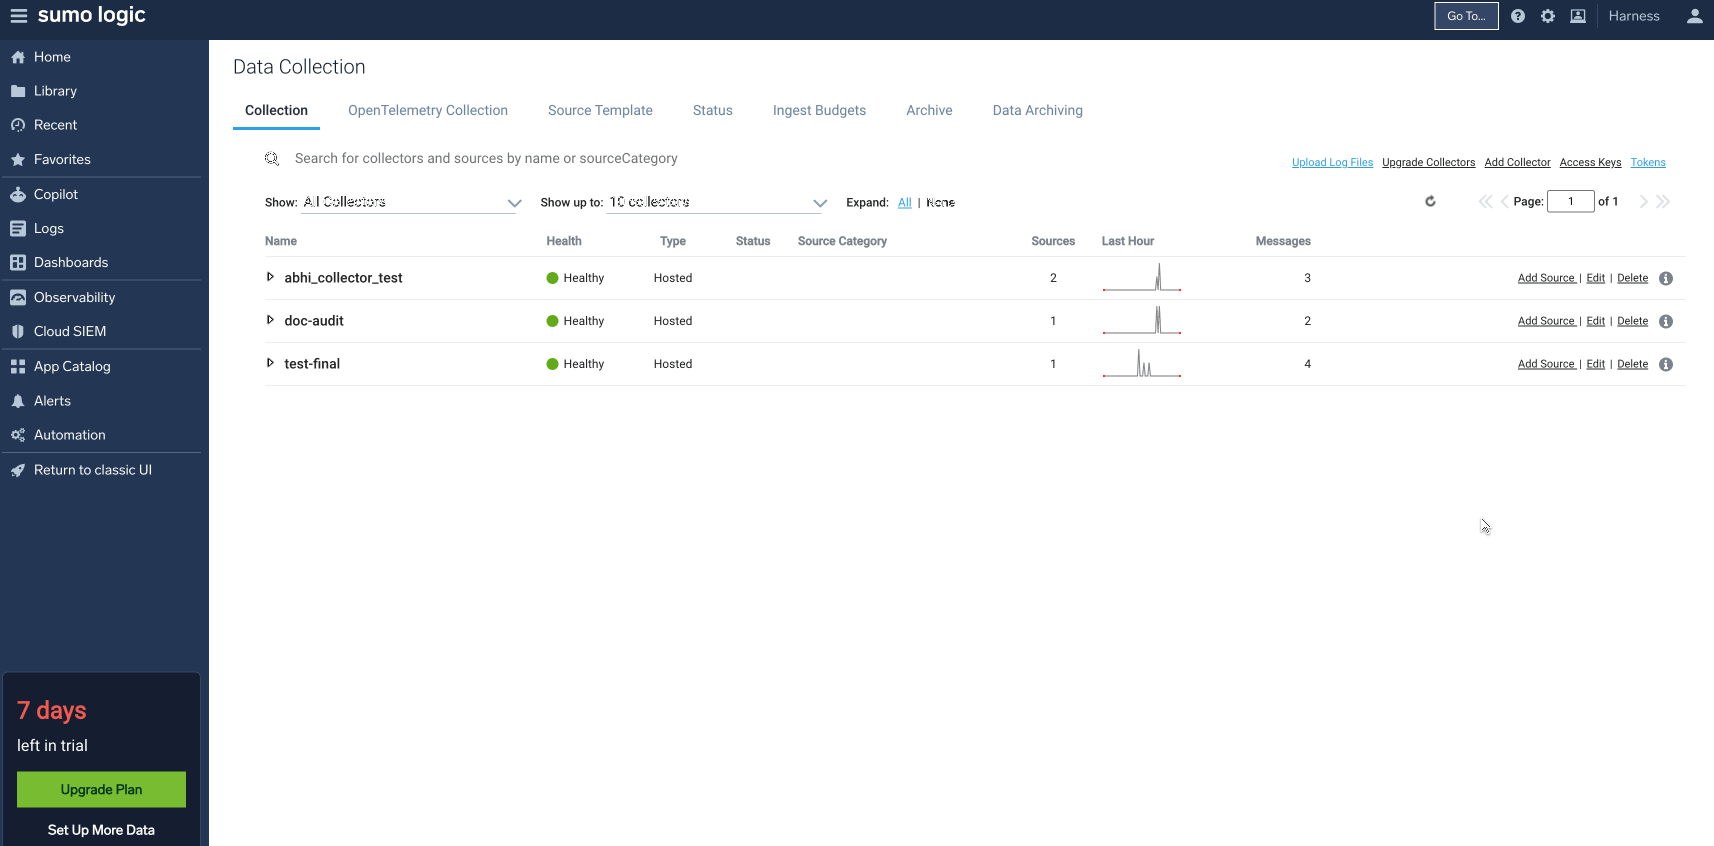 sumo logic
Go To...
Harness
Home
Library
Recent
Favorites
Copilot
Logs
Dashboards
Observability
Cloud SIEM
App Catalog
Alerts
Automation
Return to classic UI
7 days
left in trial
Upgrade Plan
Set Up More Data
Data Collection
Collection OpenTelemetry Collection Source Template Status Ingest Budgets Archive Data Archiving
Search for collectors and sources by name or sourceCategory
Upload Log Files Upgrade Collectors Add Collector Access Keys Tokens
Show: All Collectors Show up to: 10 collectors Expand: All | None Page: 1 of 1
Name Health Type Status Source Category Sources Last Hour Messages
abhi_collector_test Healthy Hosted 2 3 Add Source | Edit | Delete
doc-audit Healthy Hosted 1 2 Add Source | Edit | Delete
test-final Healthy Hosted 1 4 Add Source | Edit | Delete